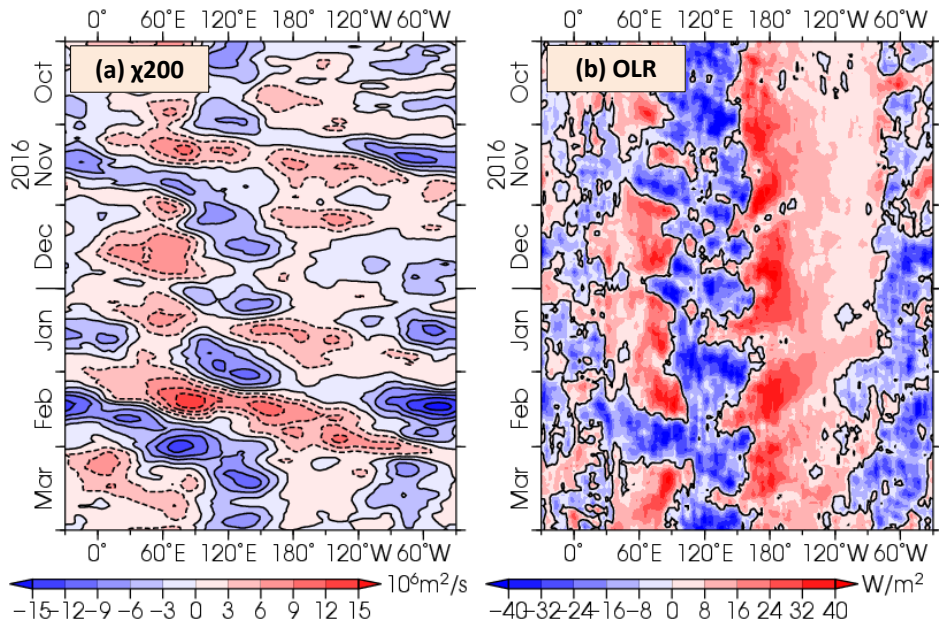 0° 60°E 120°E 180° 120°W 60°W
0° 60°E 120°E 180° 120°W 60°W
(a) χ200
(b) OLR
2016
Oct
Nov
Dec
Jan
Feb
Mar
2016
Oct
Nov
Dec
Jan
Feb
Mar
0° 60°E 120°E 180° 120°W 60°W
0° 60°E 120°E 180° 120°W 60°W
10⁶m²/s
−15 −12 −9 −6 −3 0 3 6 9 12 15
W/m²
−40 −32 −24 −16 −8 0 8 16 24 32 40